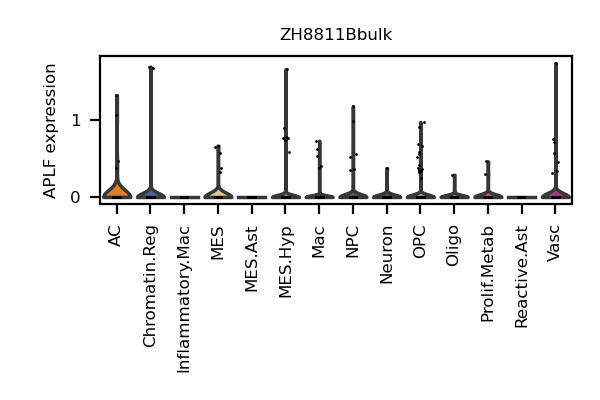 ZH8811Bbulk
APLF expression
1
0
AC
Chromatin.Reg
Inflammatory.Mac
MES
MES.Ast
MES.Hyp
Mac
NPC
Neuron
OPC
Oligo
Prolif.Metab
Reactive.Ast
Vasc